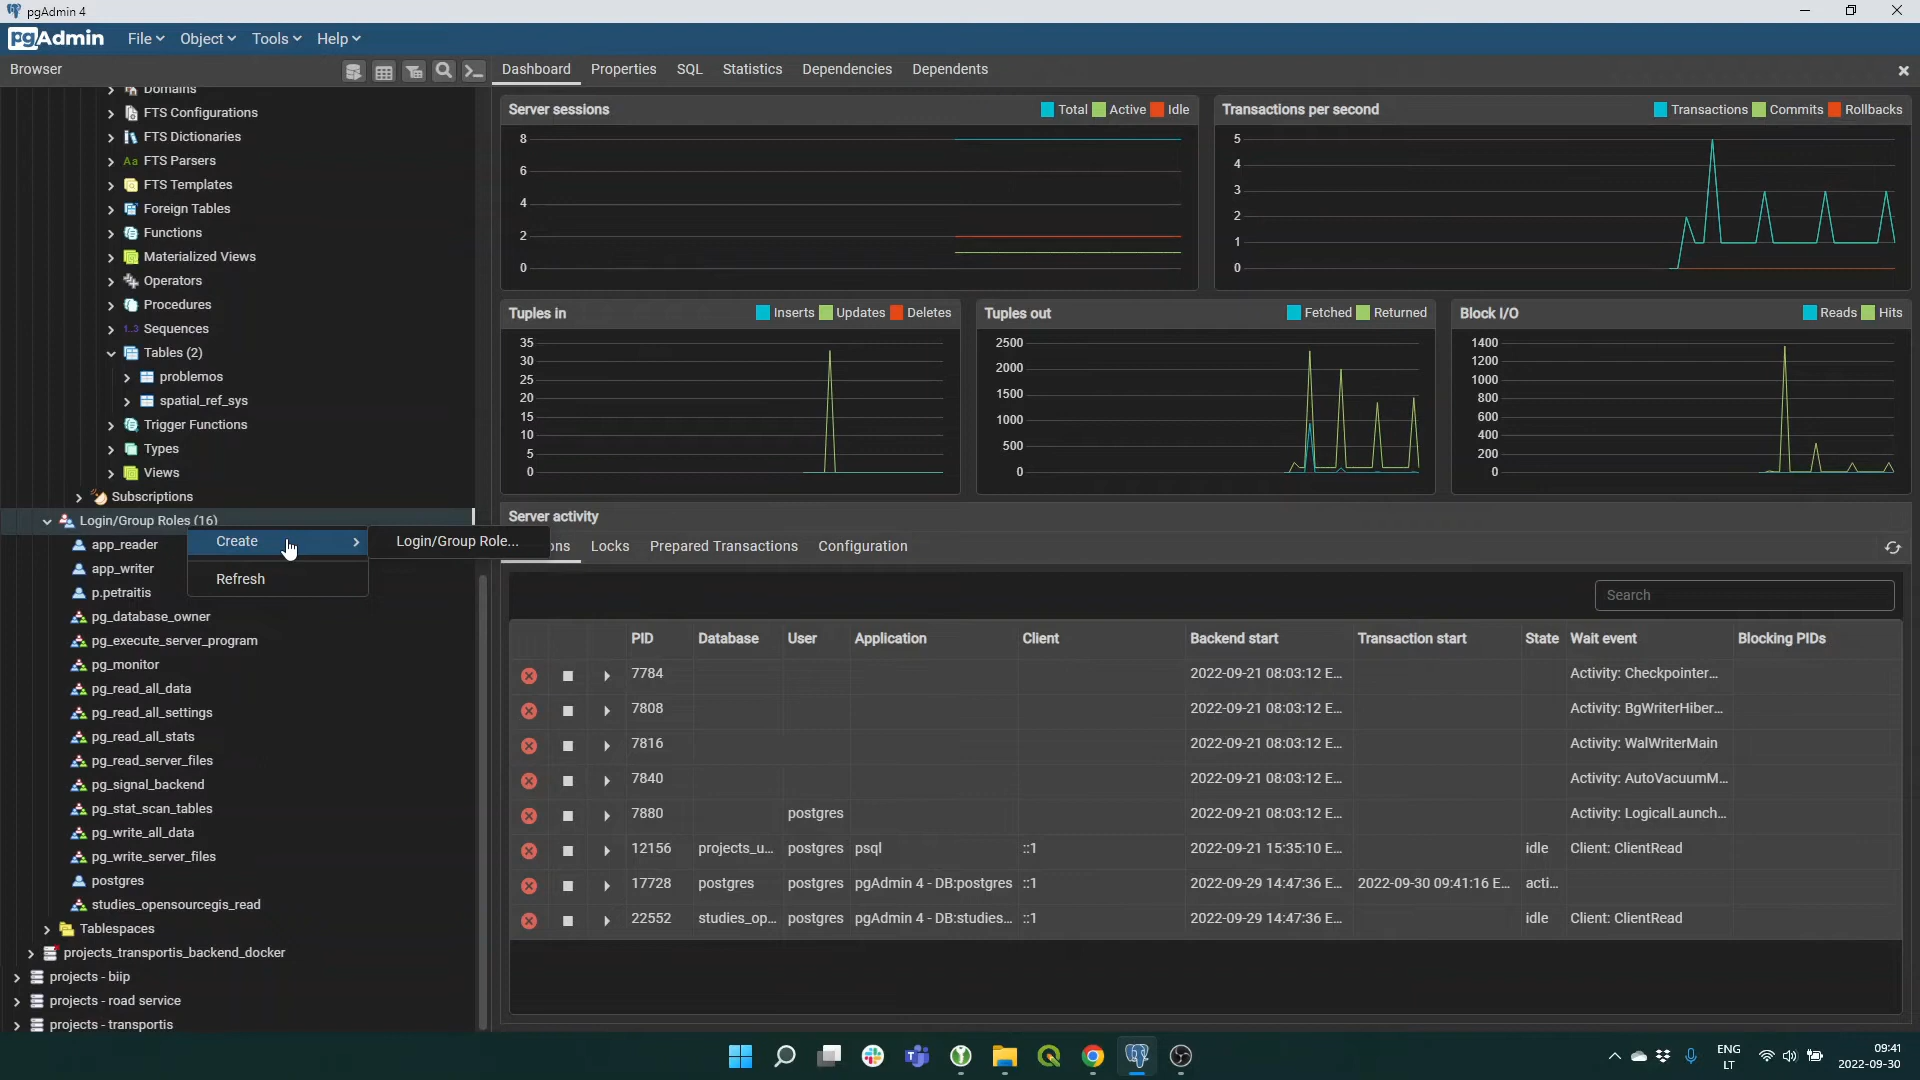 pgAdmin 4
pgAdmin File Object Tools Help
Browser
Dashboard Properties SQL Statistics Dependencies Dependents
Domains
FTS Configurations
FTS Dictionaries
Aa FTS Parsers
FTS Templates
Foreign Tables
Functions
Materialized Views
Operators
Procedures
1..3 Sequences
Tables (2)
problemos
spatial_ref_sys
Trigger Functions
Types
Views
Subscriptions
Login/Group Roles (16)
app_reader
app_writer
p.petraitis
pg_database_owner
pg_execute_server_program
pg_monitor
pg_read_all_data
pg_read_all_settings
pg_read_all_stats
pg_read_server_files
pg_signal_backend
pg_stat_scan_tables
pg_write_all_data
pg_write_server_files
postgres
studies_opensourcegis_read
Tablespaces
projects_transportis_backend_docker
projects - biip
projects - road service
projects - transportis
Create
Refresh
Login/Group Role...
Server sessions Total Active Idle
8
6
4
2
0
Transactions per second Transactions Commits Rollbacks
5
4
3
2
1
0
Tuples in Inserts Updates Deletes
35
30
25
20
15
10
5
0
Tuples out Fetched Returned
2500
2000
1500
1000
500
0
Block I/O Reads Hits
1400
1200
1000
800
600
400
200
0
Server activity
ons Locks Prepared Transactions Configuration
Search
PID Database User Application Client Backend start Transaction start State Wait event Blocking PIDs
7784 2022-09-21 08:03:12 E... Activity: Checkpointer...
7808 2022-09-21 08:03:12 E... Activity: BgWriterHiber...
7816 2022-09-21 08:03:12 E... Activity: WalWriterMain
7840 2022-09-21 08:03:12 E... Activity: AutoVacuumM...
7880 postgres 2022-09-21 08:03:12 E... Activity: LogicalLaunch...
12156 projects_u... postgres psql ::1 2022-09-21 15:35:10 E... idle Client: ClientRead
17728 postgres postgres pgAdmin 4 - DB:postgres ::1 2022-09-29 14:47:36 E... 2022-09-30 09:41:16 E... acti...
22552 studies_op... postgres pgAdmin 4 - DB:studies... ::1 2022-09-29 14:47:36 E... idle Client: ClientRead
ENG
LT
09:41
2022-09-30